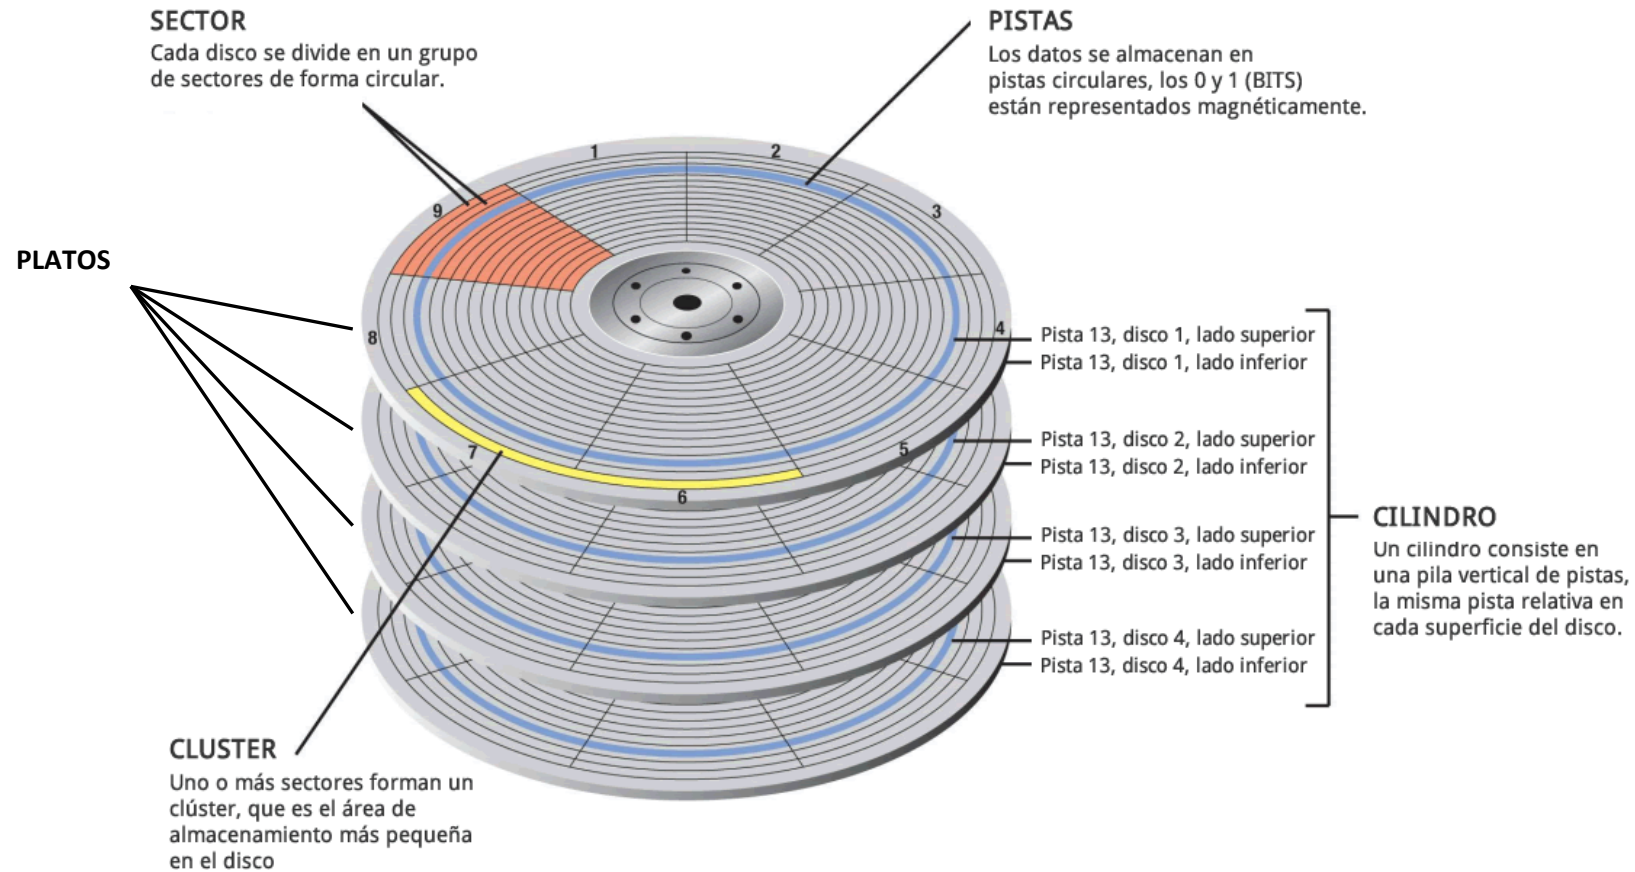 SECTOR
Cada disco se divide en un grupo
de sectores de forma circular.
PISTAS
Los datos se almacenan en
pistas circulares, los 0 y 1 (BITS)
están representados magnéticamente.
1
2
3
4
5
6
7
8
9
PLATOS
Pista 13, disco 1, lado superior
Pista 13, disco 1, lado inferior
Pista 13, disco 2, lado superior
Pista 13, disco 2, lado inferior
Pista 13, disco 3, lado superior
Pista 13, disco 3, lado inferior
Pista 13, disco 4, lado superior
Pista 13, disco 4, lado inferior
CILINDRO
Un cilindro consiste en
una pila vertical de pistas,
la misma pista relativa en
cada superficie del disco.
CLUSTER
Uno o más sectores forman un
clúster, que es el área de
almacenamiento más pequeña
en el disco